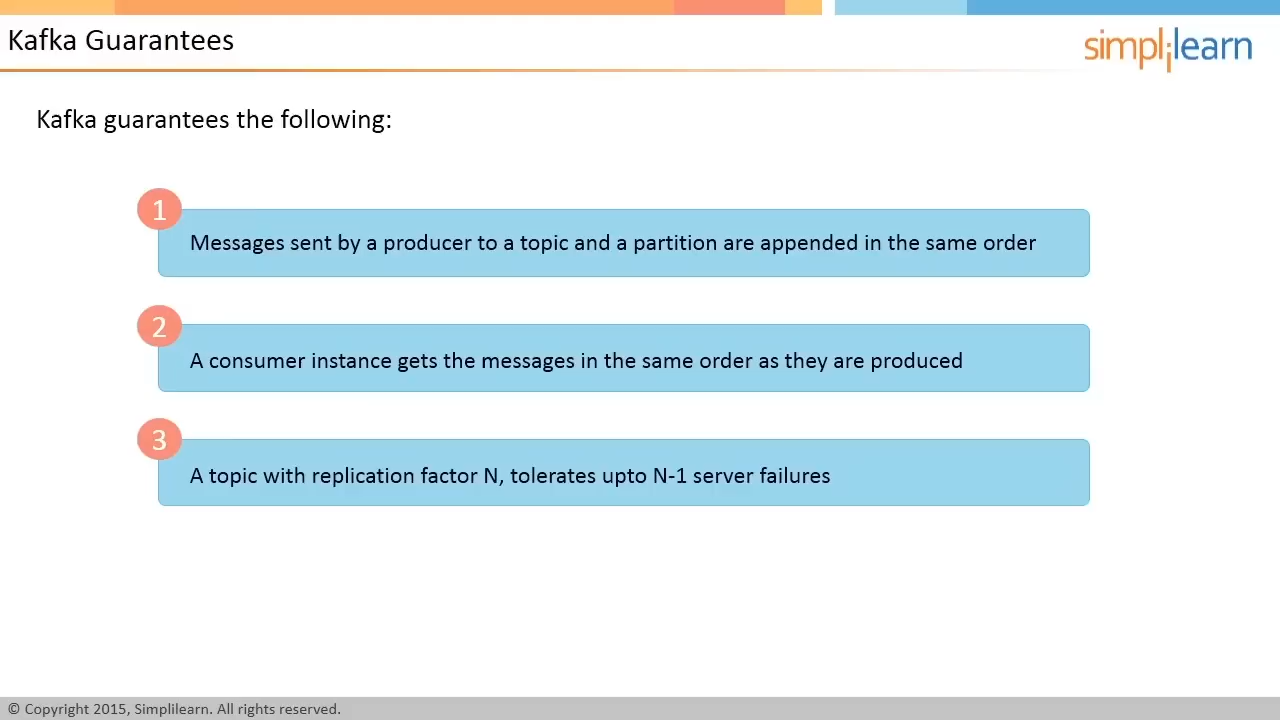 Kafka Guarantees
simplilearn
Kafka guarantees the following:
1
Messages sent by a producer to a topic and a partition are appended in the same order
2
A consumer instance gets the messages in the same order as they are produced
3
A topic with replication factor N, tolerates upto N-1 server failures
© Copyright 2015, Simplilearn. All rights reserved.